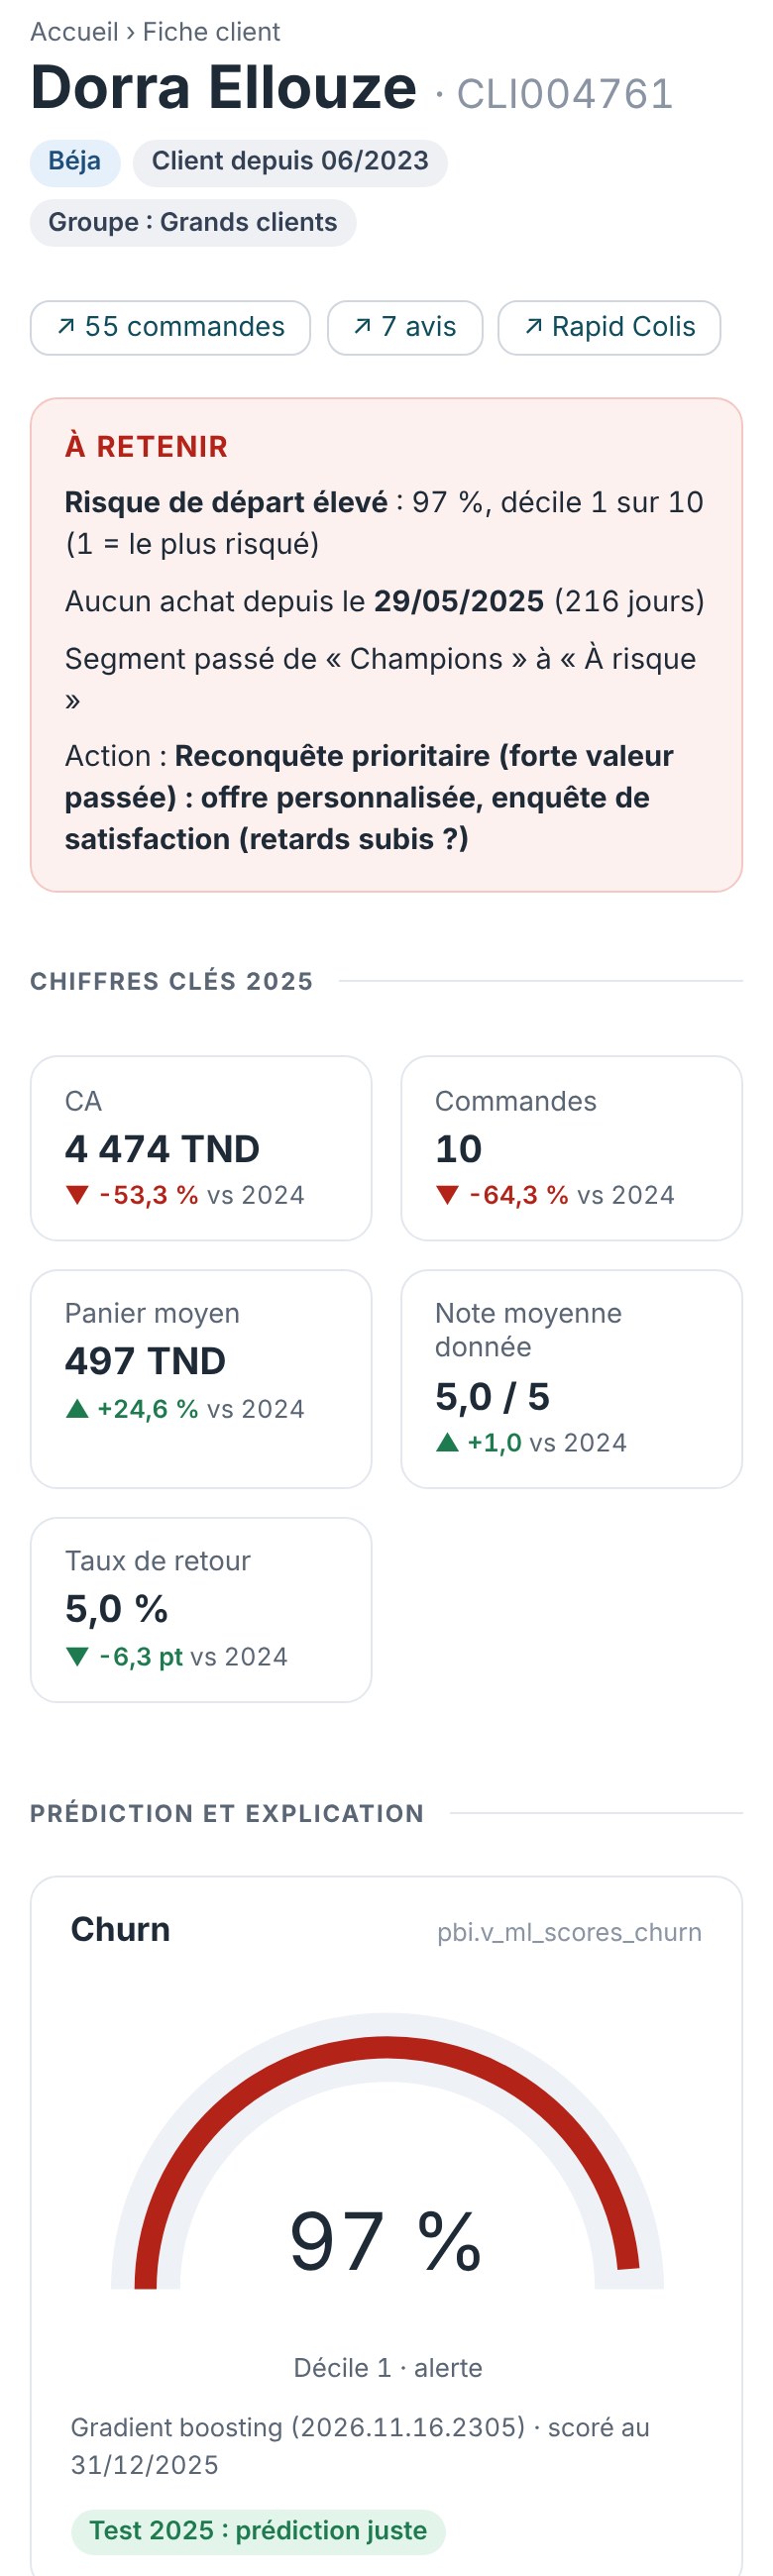 Accueil › Fiche client
Dorra Ellouze · CLI004761
Béja
Client depuis 06/2023
Groupe : Grands clients
↗ 55 commandes
↗ 7 avis
↗ Rapid Colis
À RETENIR
Risque de départ élevé : 97 %, décile 1 sur 10
(1 = le plus risqué)
Aucun achat depuis le 29/05/2025 (216 jours)
Segment passé de « Champions » à « À risque
»
Action : Reconquête prioritaire (forte valeur
passée) : offre personnalisée, enquête de
satisfaction (retards subis ?)
CHIFFRES CLÉS 2025
CA
4 474 TND
▼ -53,3 % vs 2024
Commandes
10
▼ -64,3 % vs 2024
Panier moyen
497 TND
▲ +24,6 % vs 2024
Note moyenne
donnée
5,0 / 5
▲ +1,0 vs 2024
Taux de retour
5,0 %
▼ -6,3 pt vs 2024
PRÉDICTION ET EXPLICATION
Churn
pbi.v_ml_scores_churn
97 %
Décile 1 · alerte
Gradient boosting (2026.11.16.2305) · scoré au
31/12/2025
Test 2025 : prédiction juste